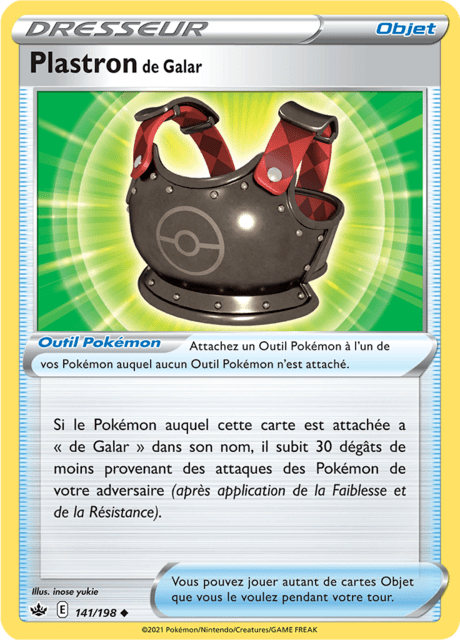 DRESSEUR Objet
Plastron de Galar
Outil Pokémon Attachez un Outil Pokémon à l'un de
vos Pokémon auquel aucun Outil Pokémon n'est attaché.
Si le Pokémon auquel cette carte est attachée a
« de Galar » dans son nom, il subit 30 dégâts de
moins provenant des attaques des Pokémon de
votre adversaire (après application de la Faiblesse et
de la Résistance).
Illus. inose yukie
Vous pouvez jouer autant de cartes Objet
que vous le voulez pendant votre tour.
E 141/198
©2021 Pokémon/Nintendo/Creatures/GAME FREAK